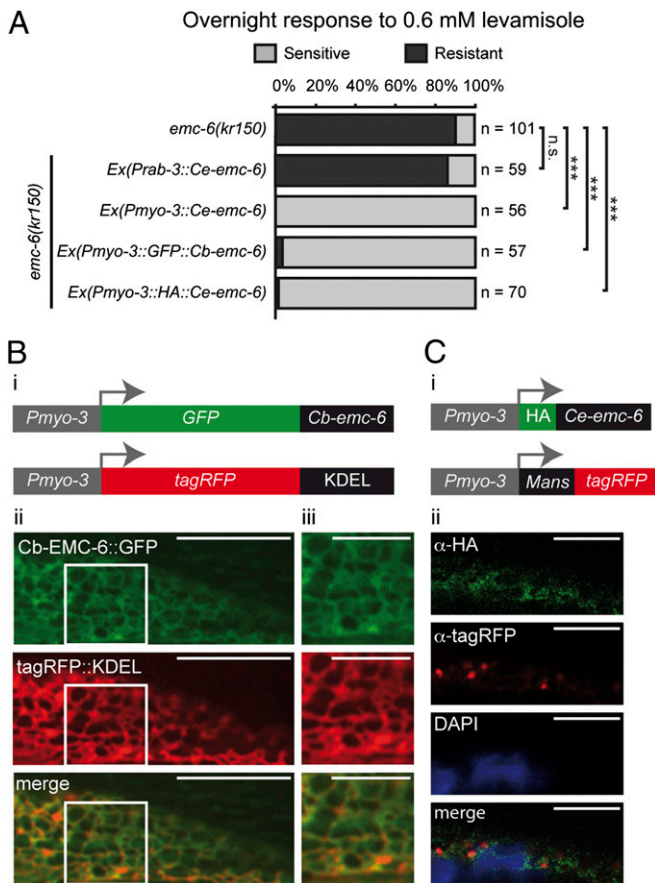 A
Overnight response to 0.6 mM levamisole
Sensitive Resistant
0% 20% 40% 60% 80% 100%
emc-6(kr150) n = 101
Ex(Prab-3::Ce-emc-6) n = 59
Ex(Pmyo-3::Ce-emc-6) n = 56
Ex(Pmyo-3::GFP::Cb-emc-6) n = 57
Ex(Pmyo-3::HA::Ce-emc-6) n = 70
emc-6(kr150)
n.s.
***
***
***
B
i
Pmyo-3 GFP Cb-emc-6
Pmyo-3 tagRFP KDEL
ii
iii
Cb-EMC-6::GFP
tagRFP::KDEL
merge
C
i
Pmyo-3 HA Ce-emc-6
Pmyo-3 Mans tagRFP
ii
α-HA
α-tagRFP
DAPI
merge